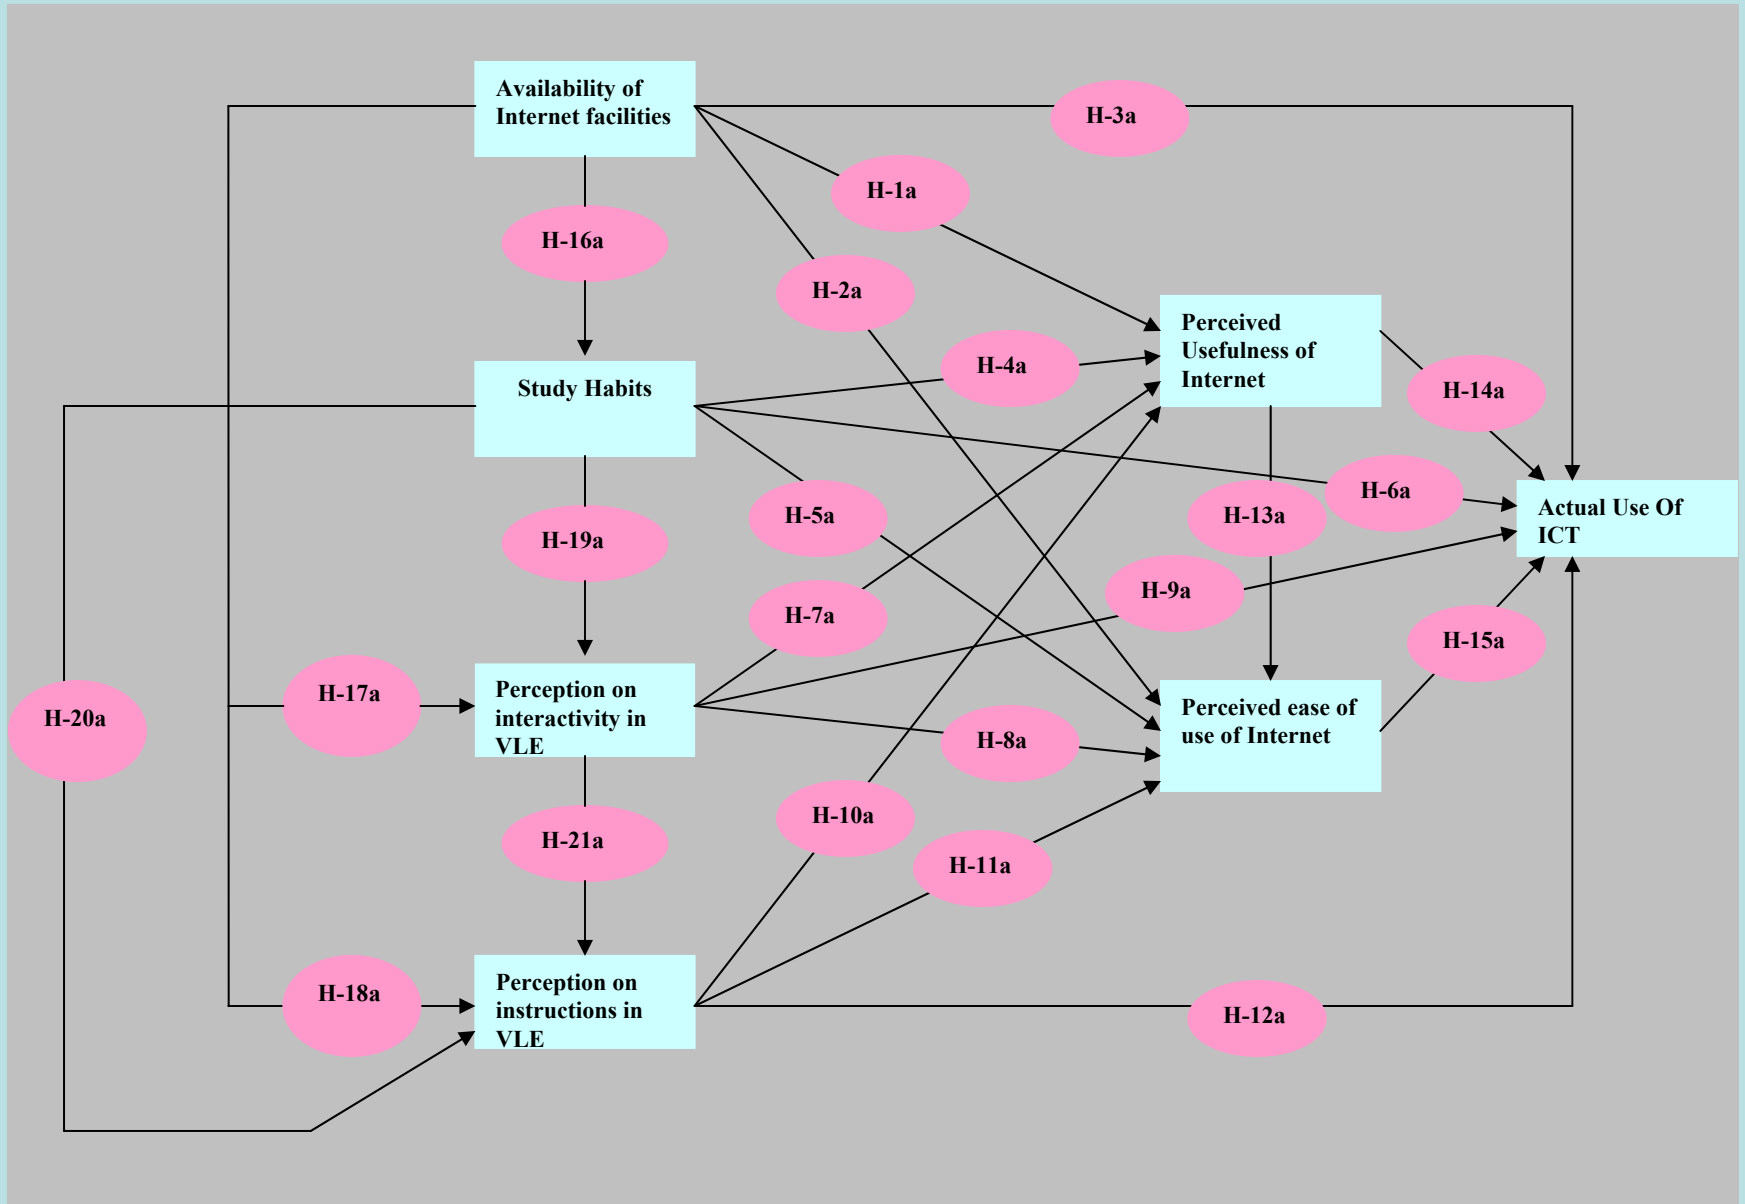 Availability of
Internet facilities
H-3a
H-1a
H-16a
H-2a
Perceived
Usefulness of
Internet
H-4a
Study Habits
H-14a
H-6a
Actual Use Of
ICT
H-5a
H-13a
H-19a
H-9a
H-7a
H-15a
Perception on
interactivity in
VLE
H-17a
H-20a
Perceived ease of
use of Internet
H-8a
H-10a
H-21a
H-11a
Perception on
instructions in
VLE
H-18a
H-12a